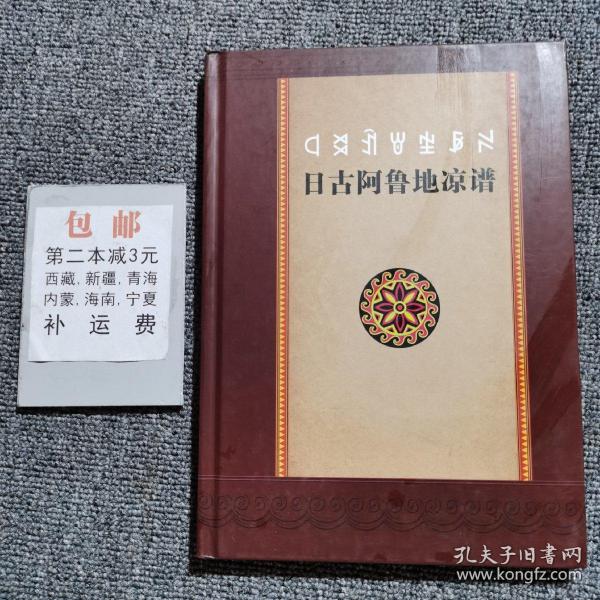 包邮
第二本减3元
西藏，新疆，青海
内蒙，海南，宁夏
补运费
日古阿鲁地凉谱
孔夫子旧書网
www.kongfz.com